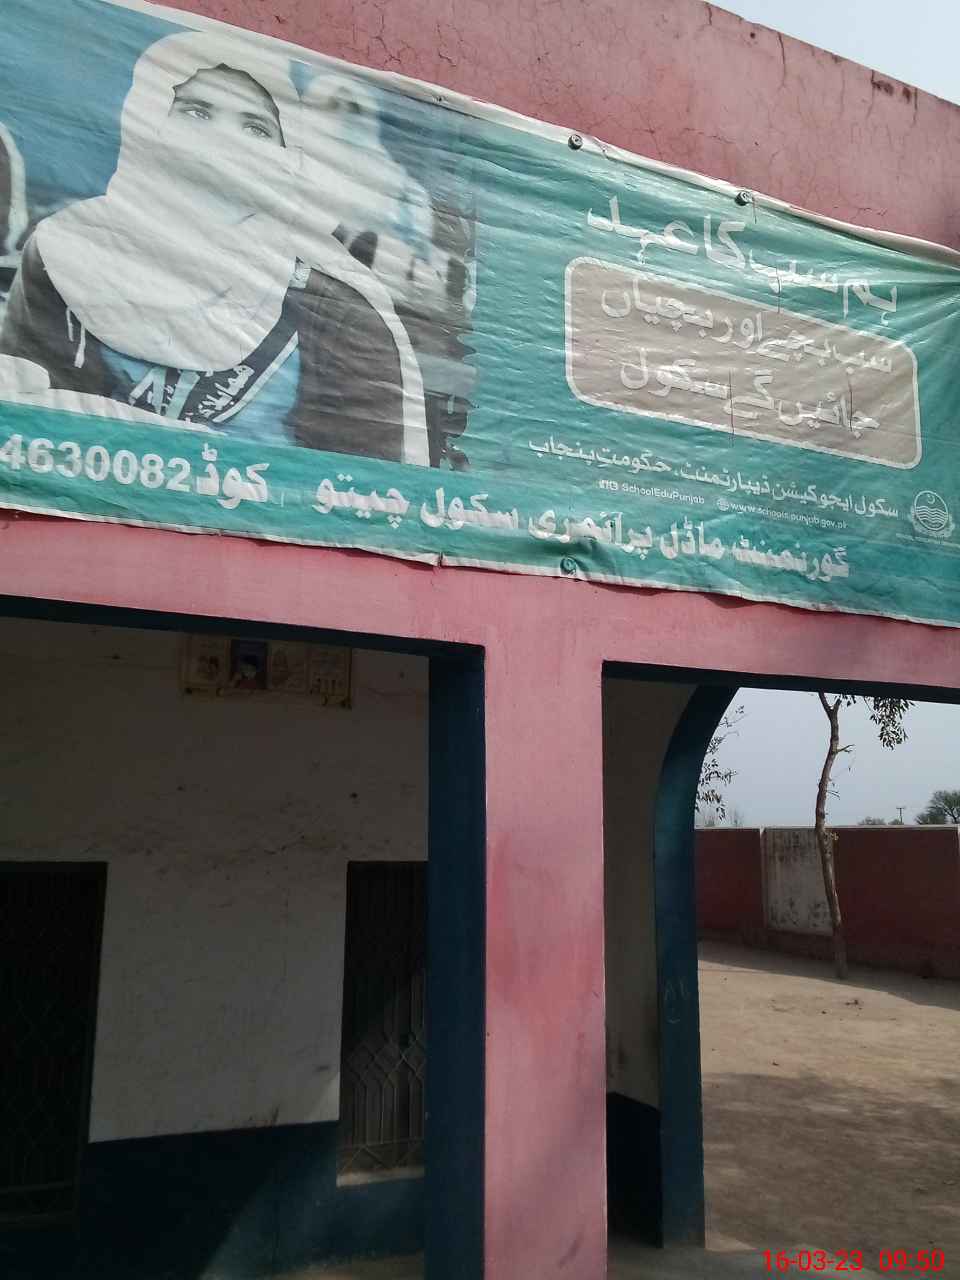 ہم سب کا عہد
سب بچے اور بچیاں
جائیں گے سکول
سکول ایجوکیشن ڈیپارٹمنٹ، حکومتِ پنجاب
SchoolEduPunjab www.schools.punjab.gov.pk
گورنمنٹ ماڈل پرائمری سکول چیتو کوڈ 4630082
16-03-23 09:50